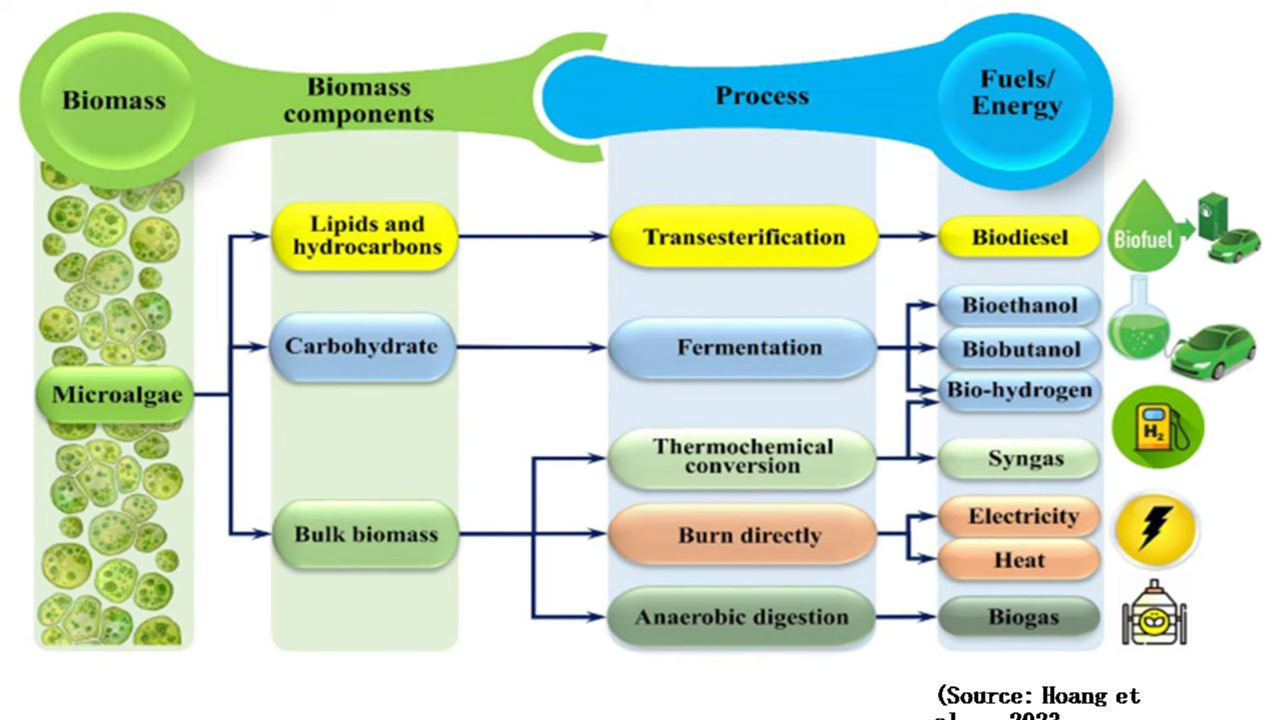 Biomass
Biomass
components
Process
Fuels/
Energy
Lipids and
hydrocarbons
Transesterification
Biodiesel
Biofuel
Carbohydrate
Fermentation
Bioethanol
Biobutanol
Bio-hydrogen
Microalgae
H2
Thermochemical
conversion
Syngas
Bulk biomass
Burn directly
Electricity
Heat
Anaerobic digestion
Biogas
(Source: Hoang et